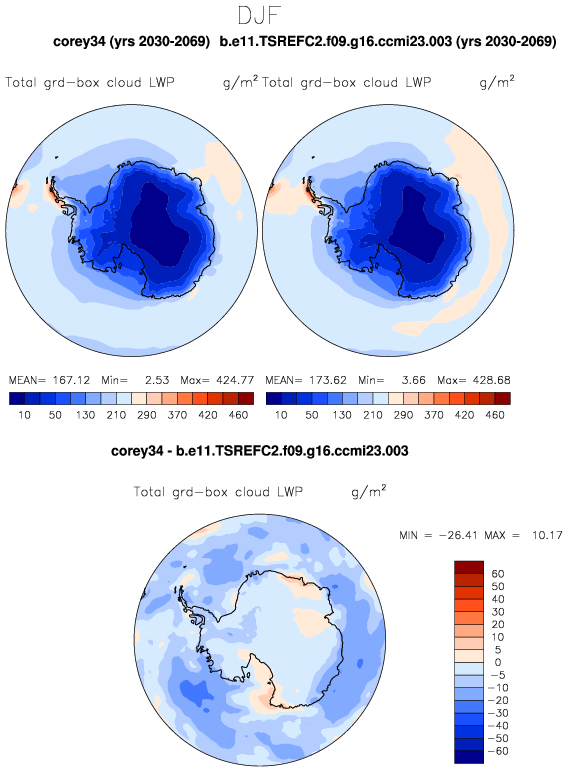 DJF
corey34 (yrs 2030-2069) b.e11.TSREFC2.f09.g16.ccmi23.003 (yrs 2030-2069)
Total grd-box cloud LWP g/m² Total grd-box cloud LWP g/m²
MEAN= 167.12 Min= 2.53 Max= 424.77 MEAN= 173.62 Min= 3.66 Max= 428.68
10 50 130 210 290 370 420 460 10 50 130 210 290 370 420 460
corey34 - b.e11.TSREFC2.f09.g16.ccmi23.003
Total grd-box cloud LWP g/m²
MIN = -26.41 MAX = 10.17
60
50
40
30
20
10
5
0
-5
-10
-20
-30
-40
-50
-60